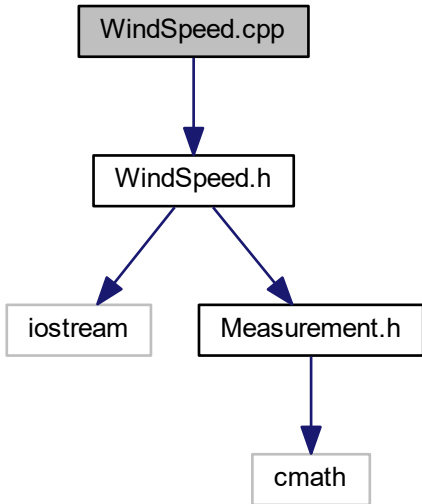 WindSpeed.cpp
WindSpeed.h
iostream
Measurement.h
cmath